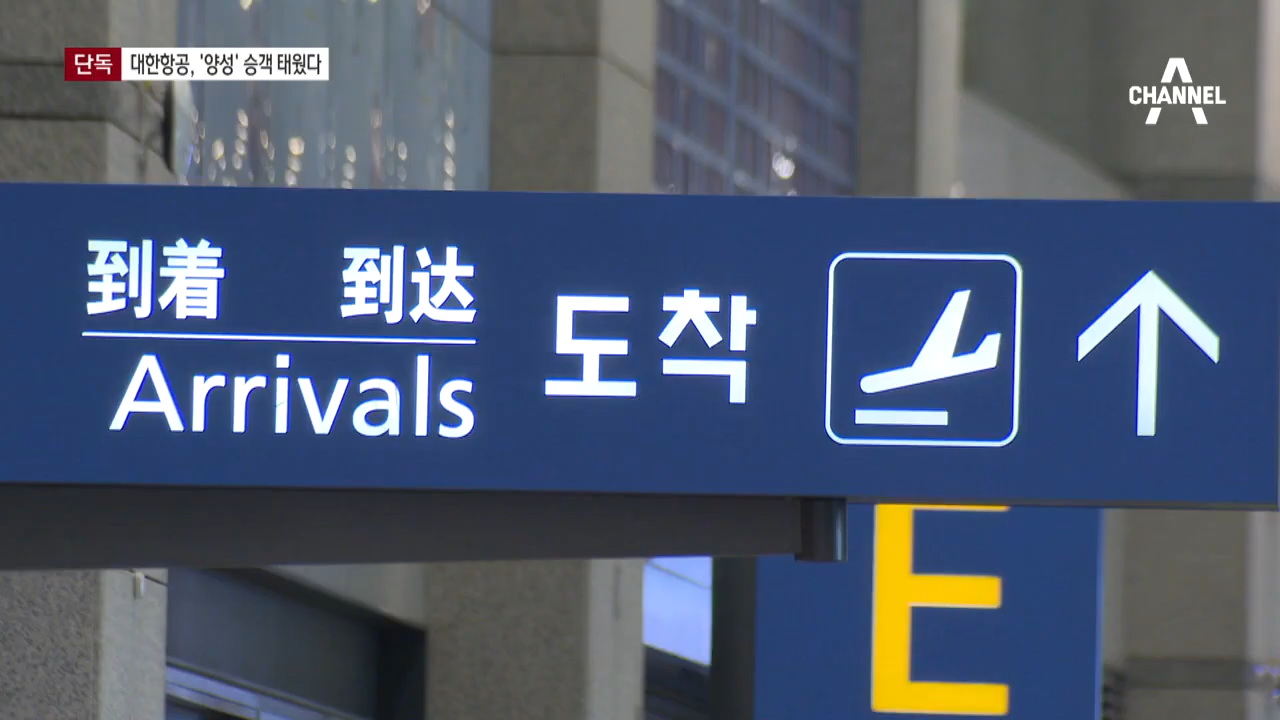 단독 대한항공, '양성' 승객 태웠다
CHANNEL A
到着 到达
Arrivals
도착
E